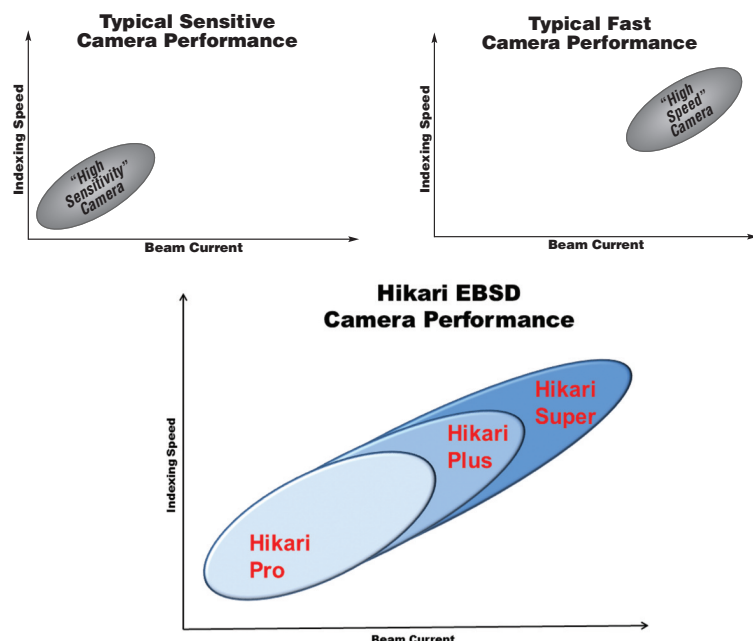 Typical Sensitive
Camera Performance
Indexing Speed
"High
Sensitivity"
Camera
Beam Current
Typical Fast
Camera Performance
Indexing Speed
"High
Speed"
Camera
Beam Current
Hikari EBSD
Camera Performance
Indexing Speed
Hikari
Super
Hikari
Plus
Hikari
Pro
Beam Current